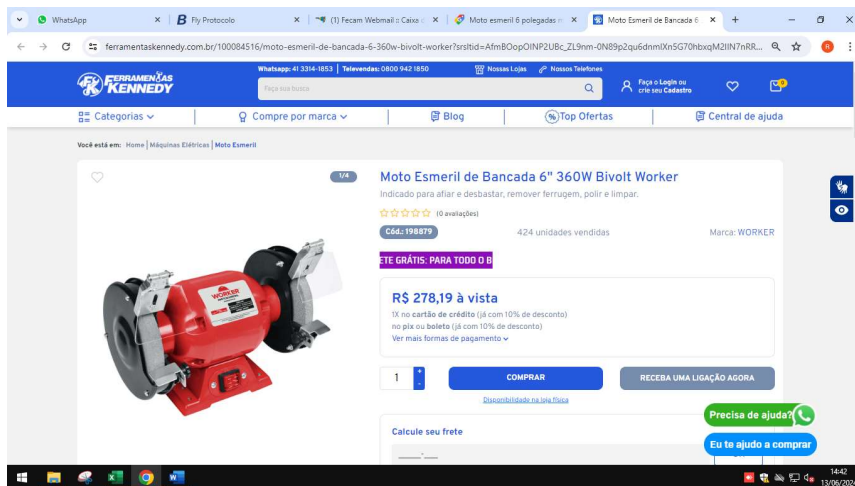 WhatsApp
Fly Protocolo
(1) Fecam Webmail :: Caixa
Moto esmeril 6 polegadas
Moto Esmeril de Bancada 6
ferramentaskennedy.com.br/100084516/moto-esmeril-de-bancada-6-360w-bivolt-worker?srsltid=
FERRAMENTAS
KENNEDY
Whatsapp: 41 3314-1853 | Televendas: 0800 942 1850
Nossas Lojas
Nossos Telefones
Faça sua busca
Faça o Login ou
crie seu Cadastro
0
Categorias
Compre por marca
Blog
Top Ofertas
Central de ajuda
Você está em: Home | Máquinas Elétricas | Moto Esmeril
1/4
Moto Esmeril de Bancada 6" 360W Bivolt Worker
Indicado para afiar e desbastar, remover ferrugem, polir e limpar.
(0 avaliações)
Cód.: 198879
424 unidades vendidas
Marca: WORKER
ETE GRÁTIS: PARA TODO O B
WORKER
R$ 278,19 à vista
1X no cartão de crédito (já com 10% de desconto)
no pix ou boleto (já com 10% de desconto)
Ver mais formas de pagamento
1
+
-
COMPRAR
RECEBA UMA LIGAÇÃO AGORA
Disponibilidade na loja física
Precisa de ajuda?
Calcule seu frete
Eu te ajudo a comprar
14:42
13/06/202